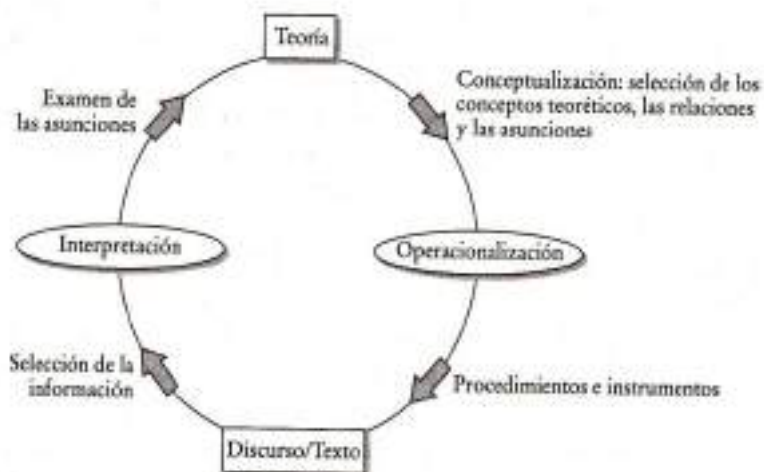 Teoría
Conceptualización: selección de los
conceptos teoréticos, las relaciones
y las asunciones
Operacionalización
Procedimientos e instrumentos
Discurso/Texto
Selección de la
información
Interpretación
Examen de
las asunciones